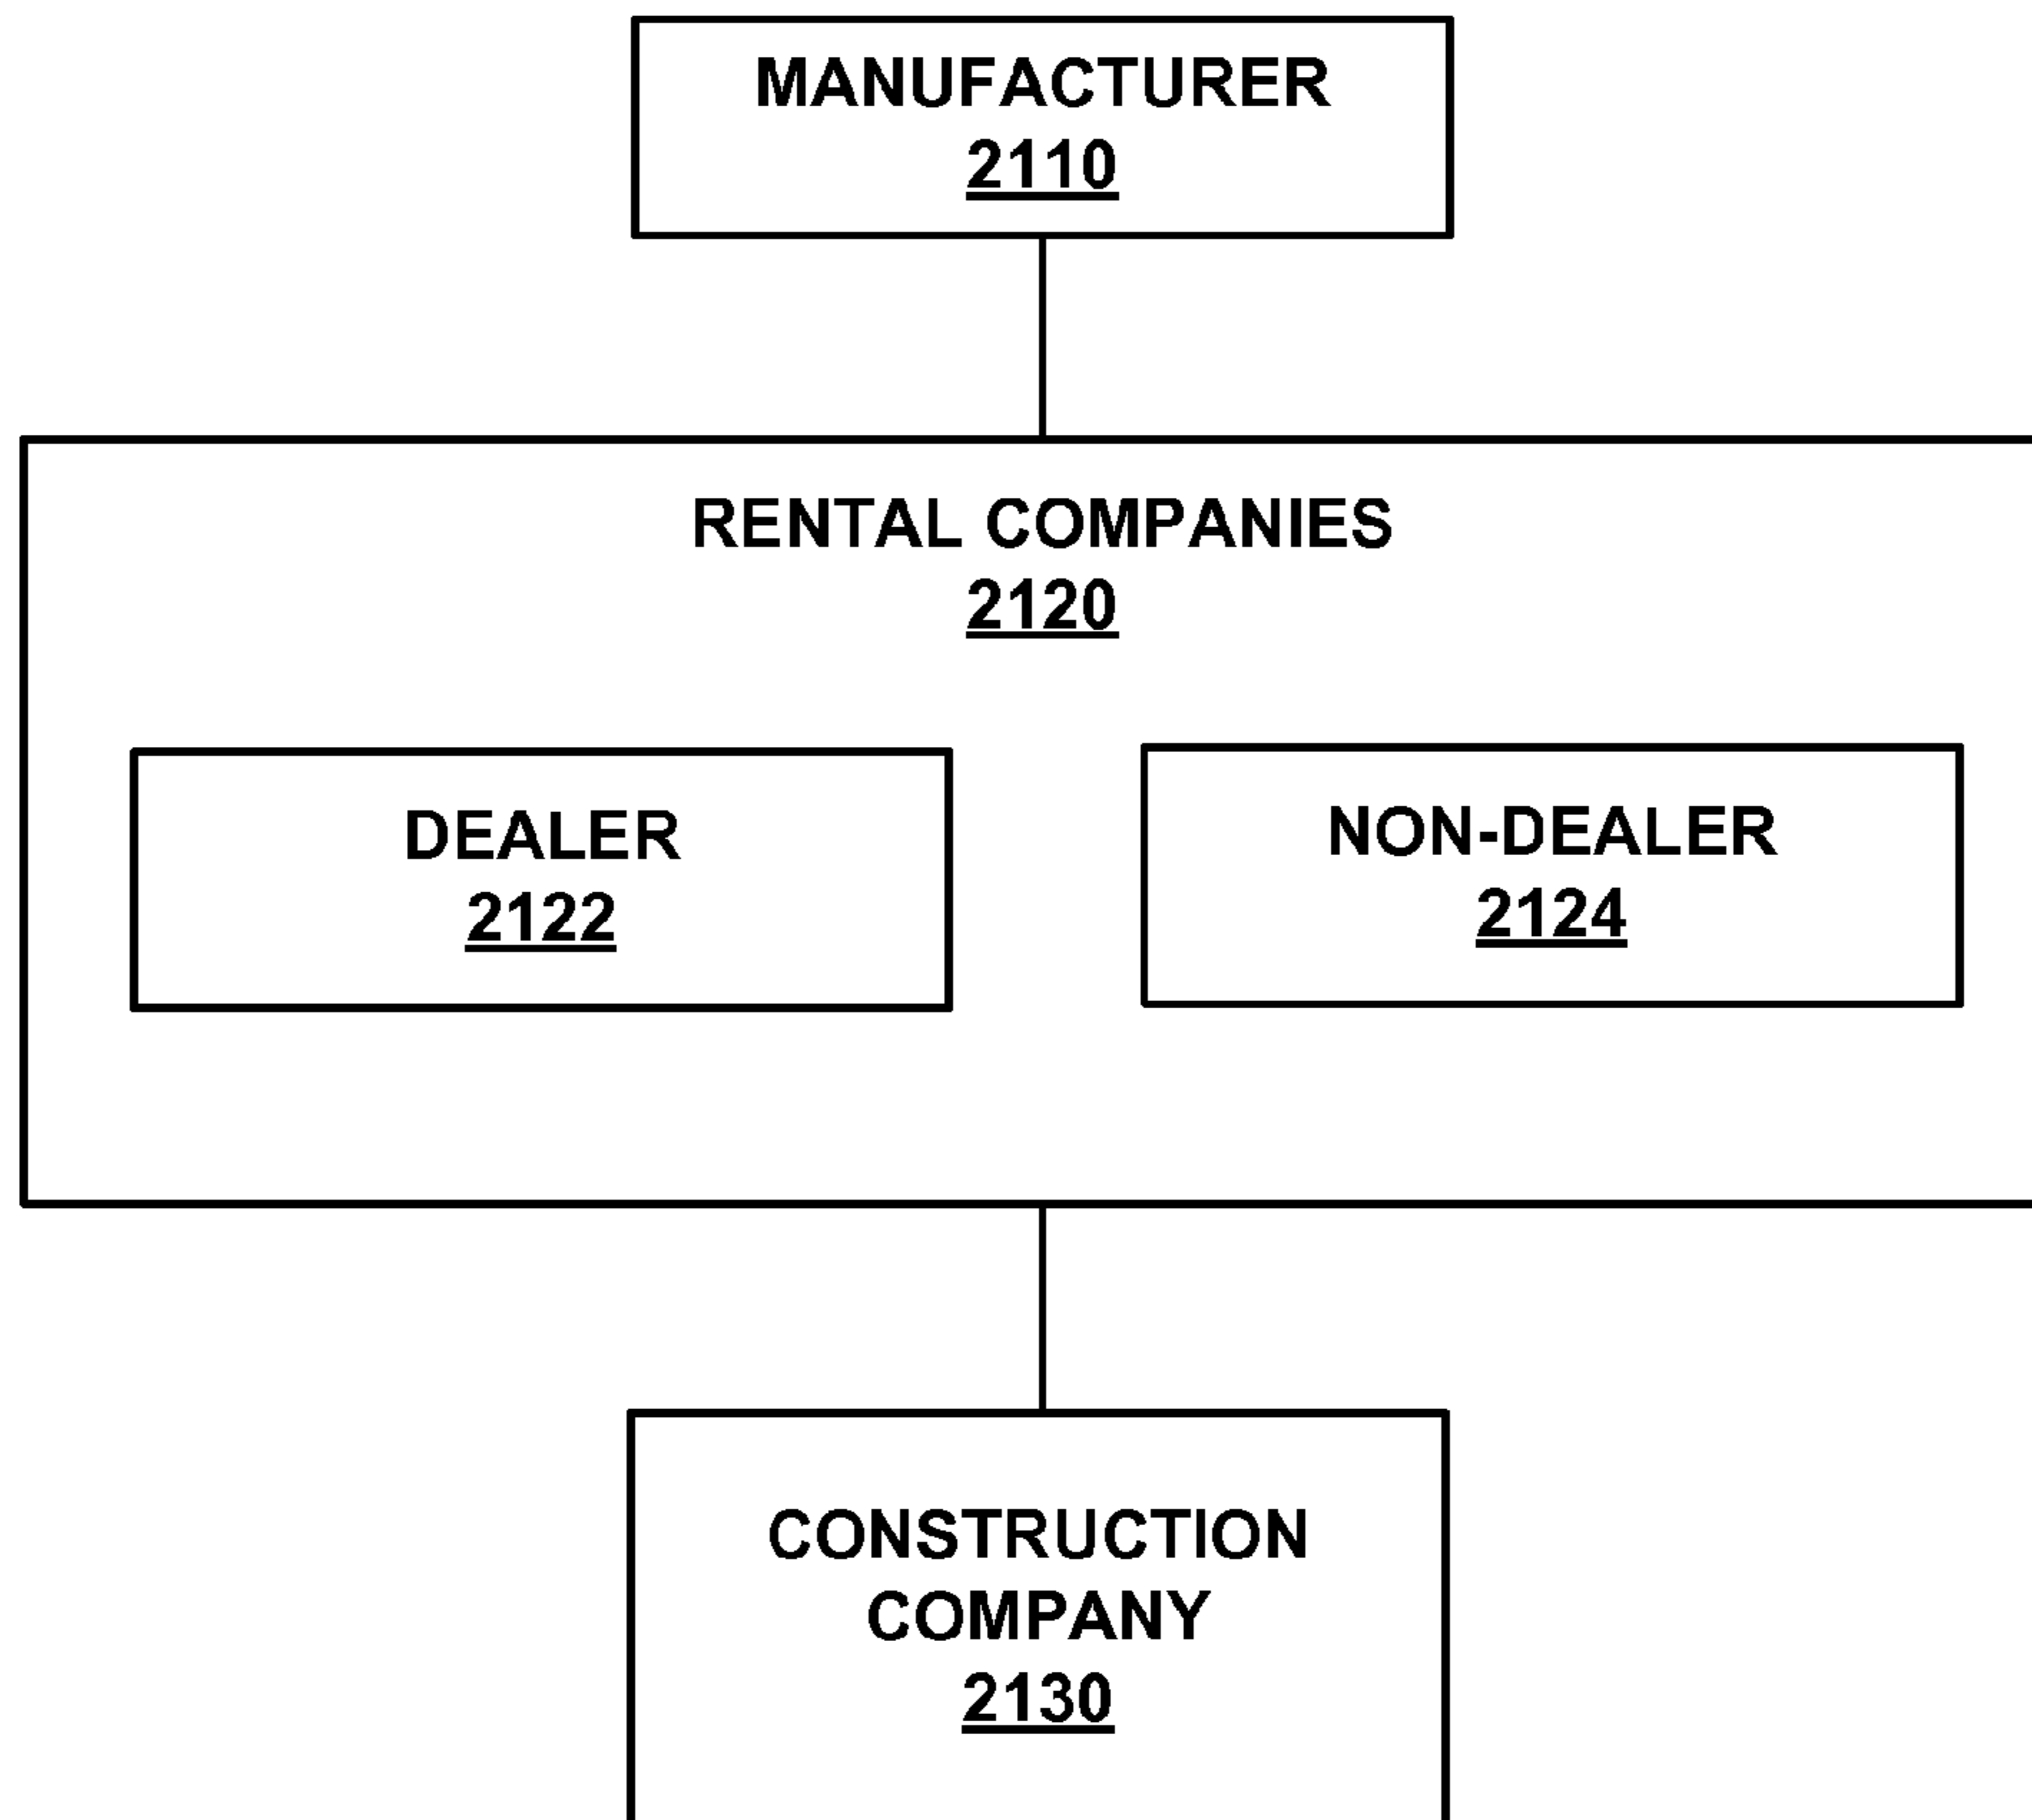 MANUFACTURER
2110
RENTAL COMPANIES
2120
DEALER
2122
NON-DEALER
2124
CONSTRUCTION
COMPANY
2130